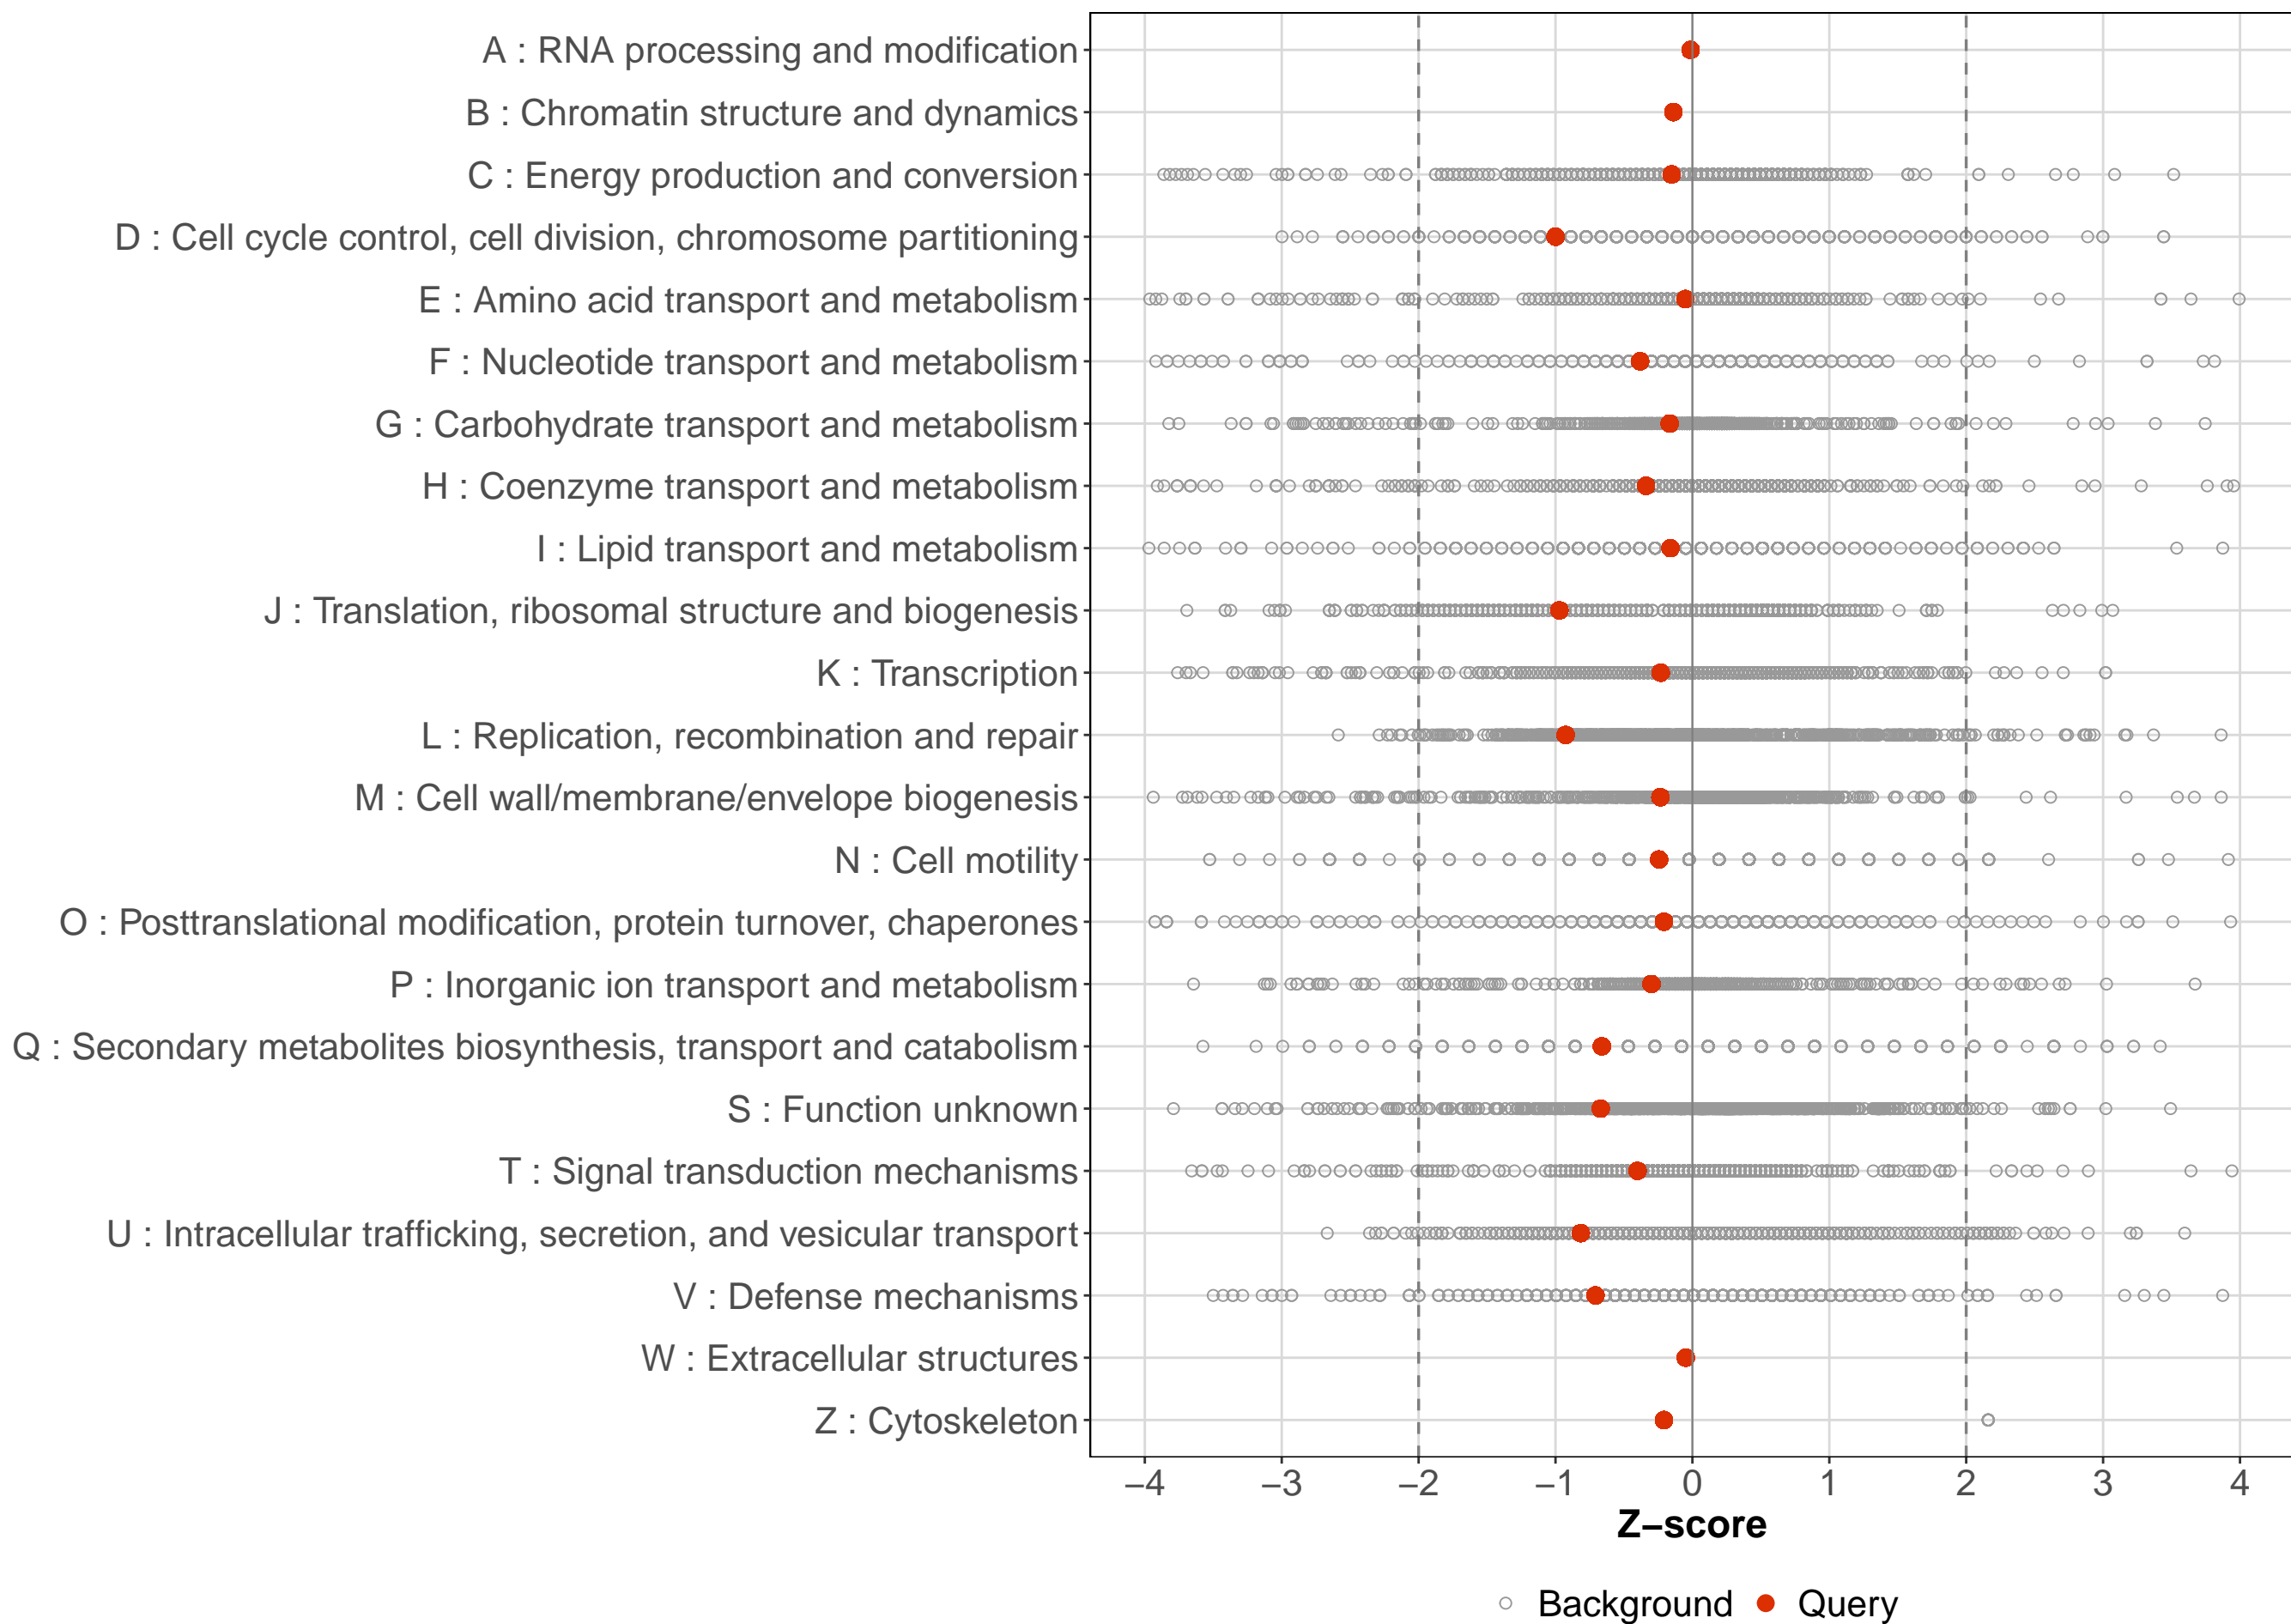 A : RNA processing and modification
B : Chromatin structure and dynamics
C : Energy production and conversion
D : Cell cycle control, cell division, chromosome partitioning
E : Amino acid transport and metabolism
F : Nucleotide transport and metabolism
G : Carbohydrate transport and metabolism
H : Coenzyme transport and metabolism
I : Lipid transport and metabolism
J : Translation, ribosomal structure and biogenesis
K : Transcription
L : Replication, recombination and repair
M : Cell wall/membrane/envelope biogenesis
N : Cell motility
O : Posttranslational modification, protein turnover, chaperones
P : Inorganic ion transport and metabolism
Q : Secondary metabolites biosynthesis, transport and catabolism
S : Function unknown
T : Signal transduction mechanisms
U : Intracellular trafficking, secretion, and vesicular transport
V : Defense mechanisms
W : Extracellular structures
Z : Cytoskeleton
−4 −3 −2 −1 0 1 2 3 4
Z−score
Background Query